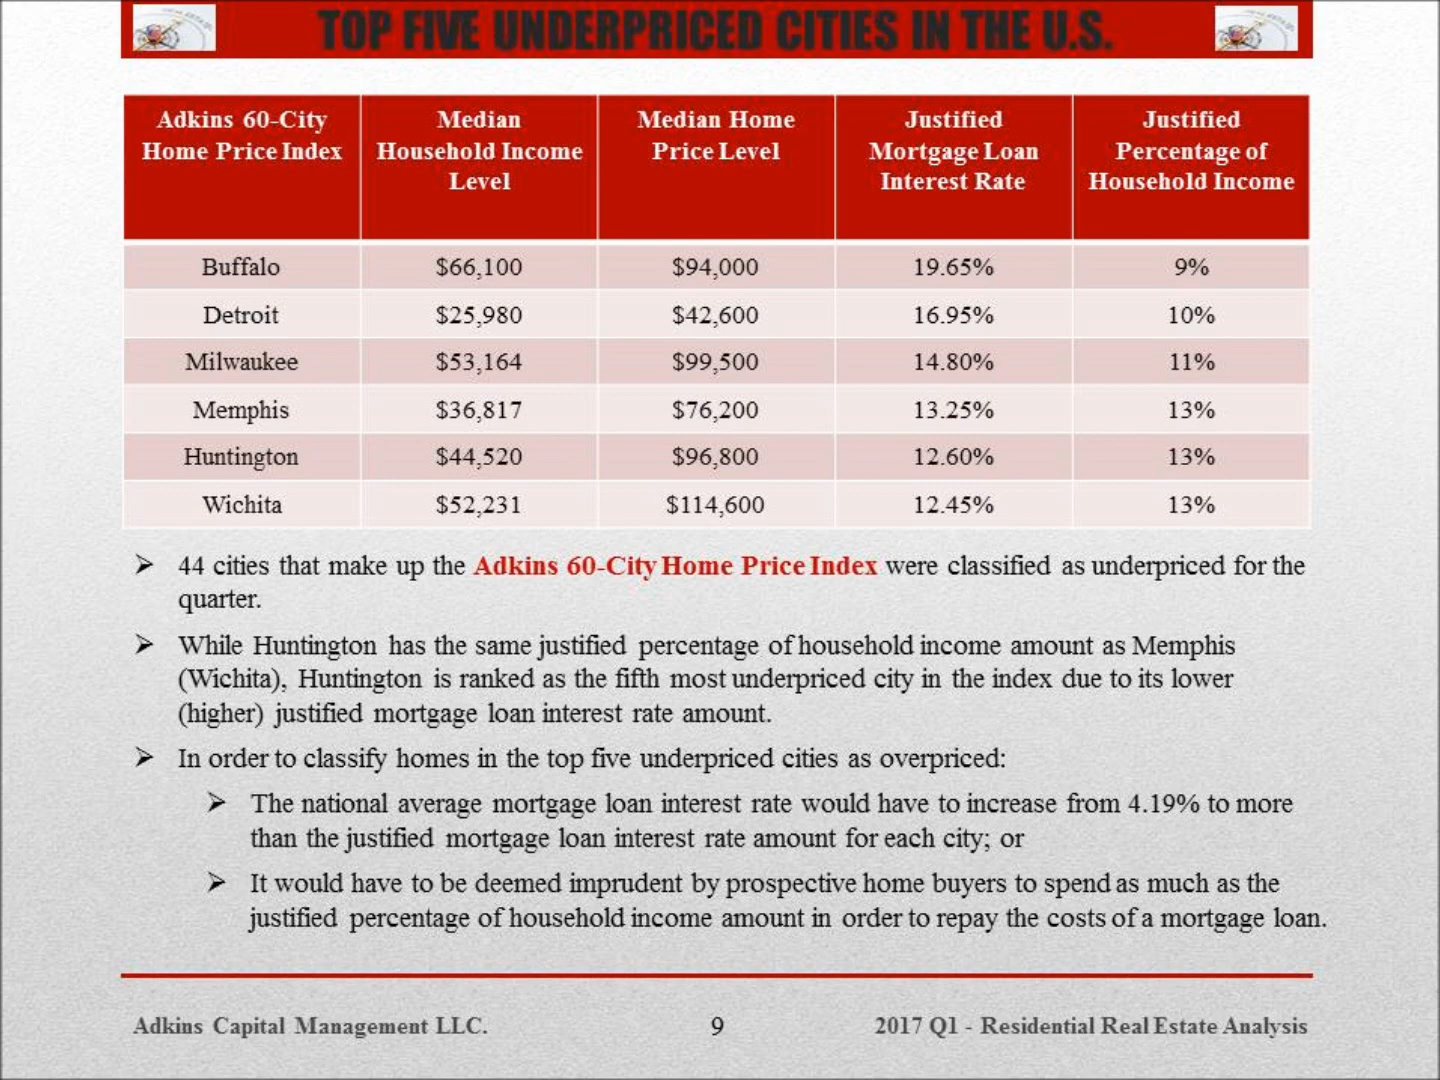 TOP FIVE UNDERPRICED CITIES IN THE U.S.
Adkins 60-City Home Price Index
Median Household Income Level
Median Home Price Level
Justified Mortgage Loan Interest Rate
Justified Percentage of Household Income
Buffalo $66,100 $94,000 19.65% 9%
Detroit $25,980 $42,600 16.95% 10%
Milwaukee $53,164 $99,500 14.80% 11%
Memphis $36,817 $76,200 13.25% 13%
Huntington $44,520 $96,800 12.60% 13%
Wichita $52,231 $114,600 12.45% 13%
➢ 44 cities that make up the Adkins 60-City Home Price Index were classified as underpriced for the
quarter.
➢ While Huntington has the same justified percentage of household income amount as Memphis
(Wichita), Huntington is ranked as the fifth most underpriced city in the index due to its lower
(higher) justified mortgage loan interest rate amount.
➢ In order to classify homes in the top five underpriced cities as overpriced:
➢ The national average mortgage loan interest rate would have to increase from 4.19% to more
than the justified mortgage loan interest rate amount for each city; or
➢ It would have to be deemed imprudent by prospective home buyers to spend as much as the
justified percentage of household income amount in order to repay the costs of a mortgage loan.
Adkins Capital Management LLC. 9 2017 Q1 - Residential Real Estate Analysis